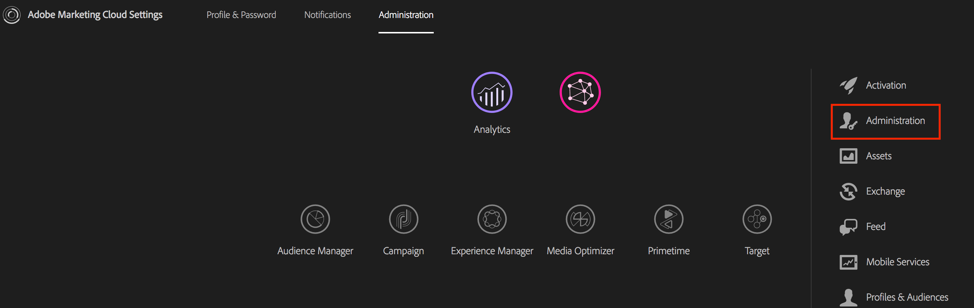 Adobe Marketing Cloud Settings
Profile & Password
Notifications
Administration
Analytics
Audience Manager
Campaign
Experience Manager
Media Optimizer
Primetime
Target
Activation
Administration
Assets
Exchange
Feed
Mobile Services
Profiles & Audiences